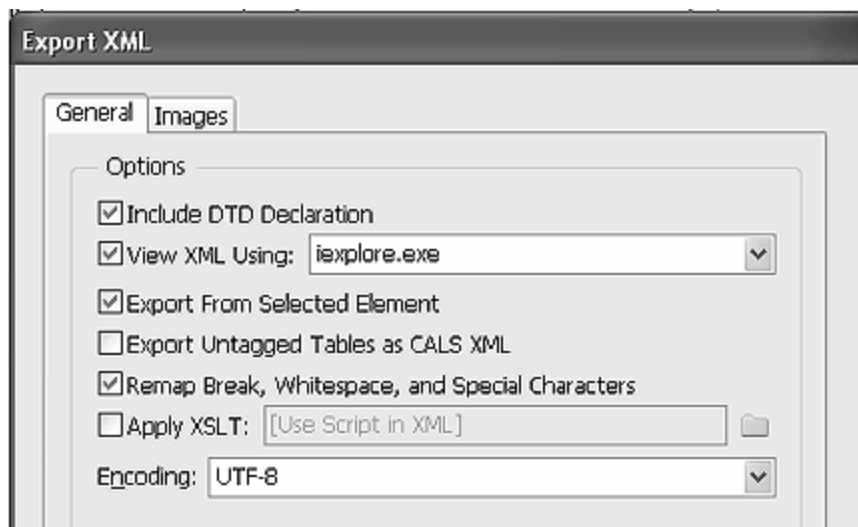 Export XML
General Images
Options
Include DTD Declaration
View XML Using: iexplore.exe
Export From Selected Element
Export Untagged Tables as CALS XML
Remap Break, Whitespace, and Special Characters
Apply XSLT: [Use Script in XML]
Encoding: UTF-8